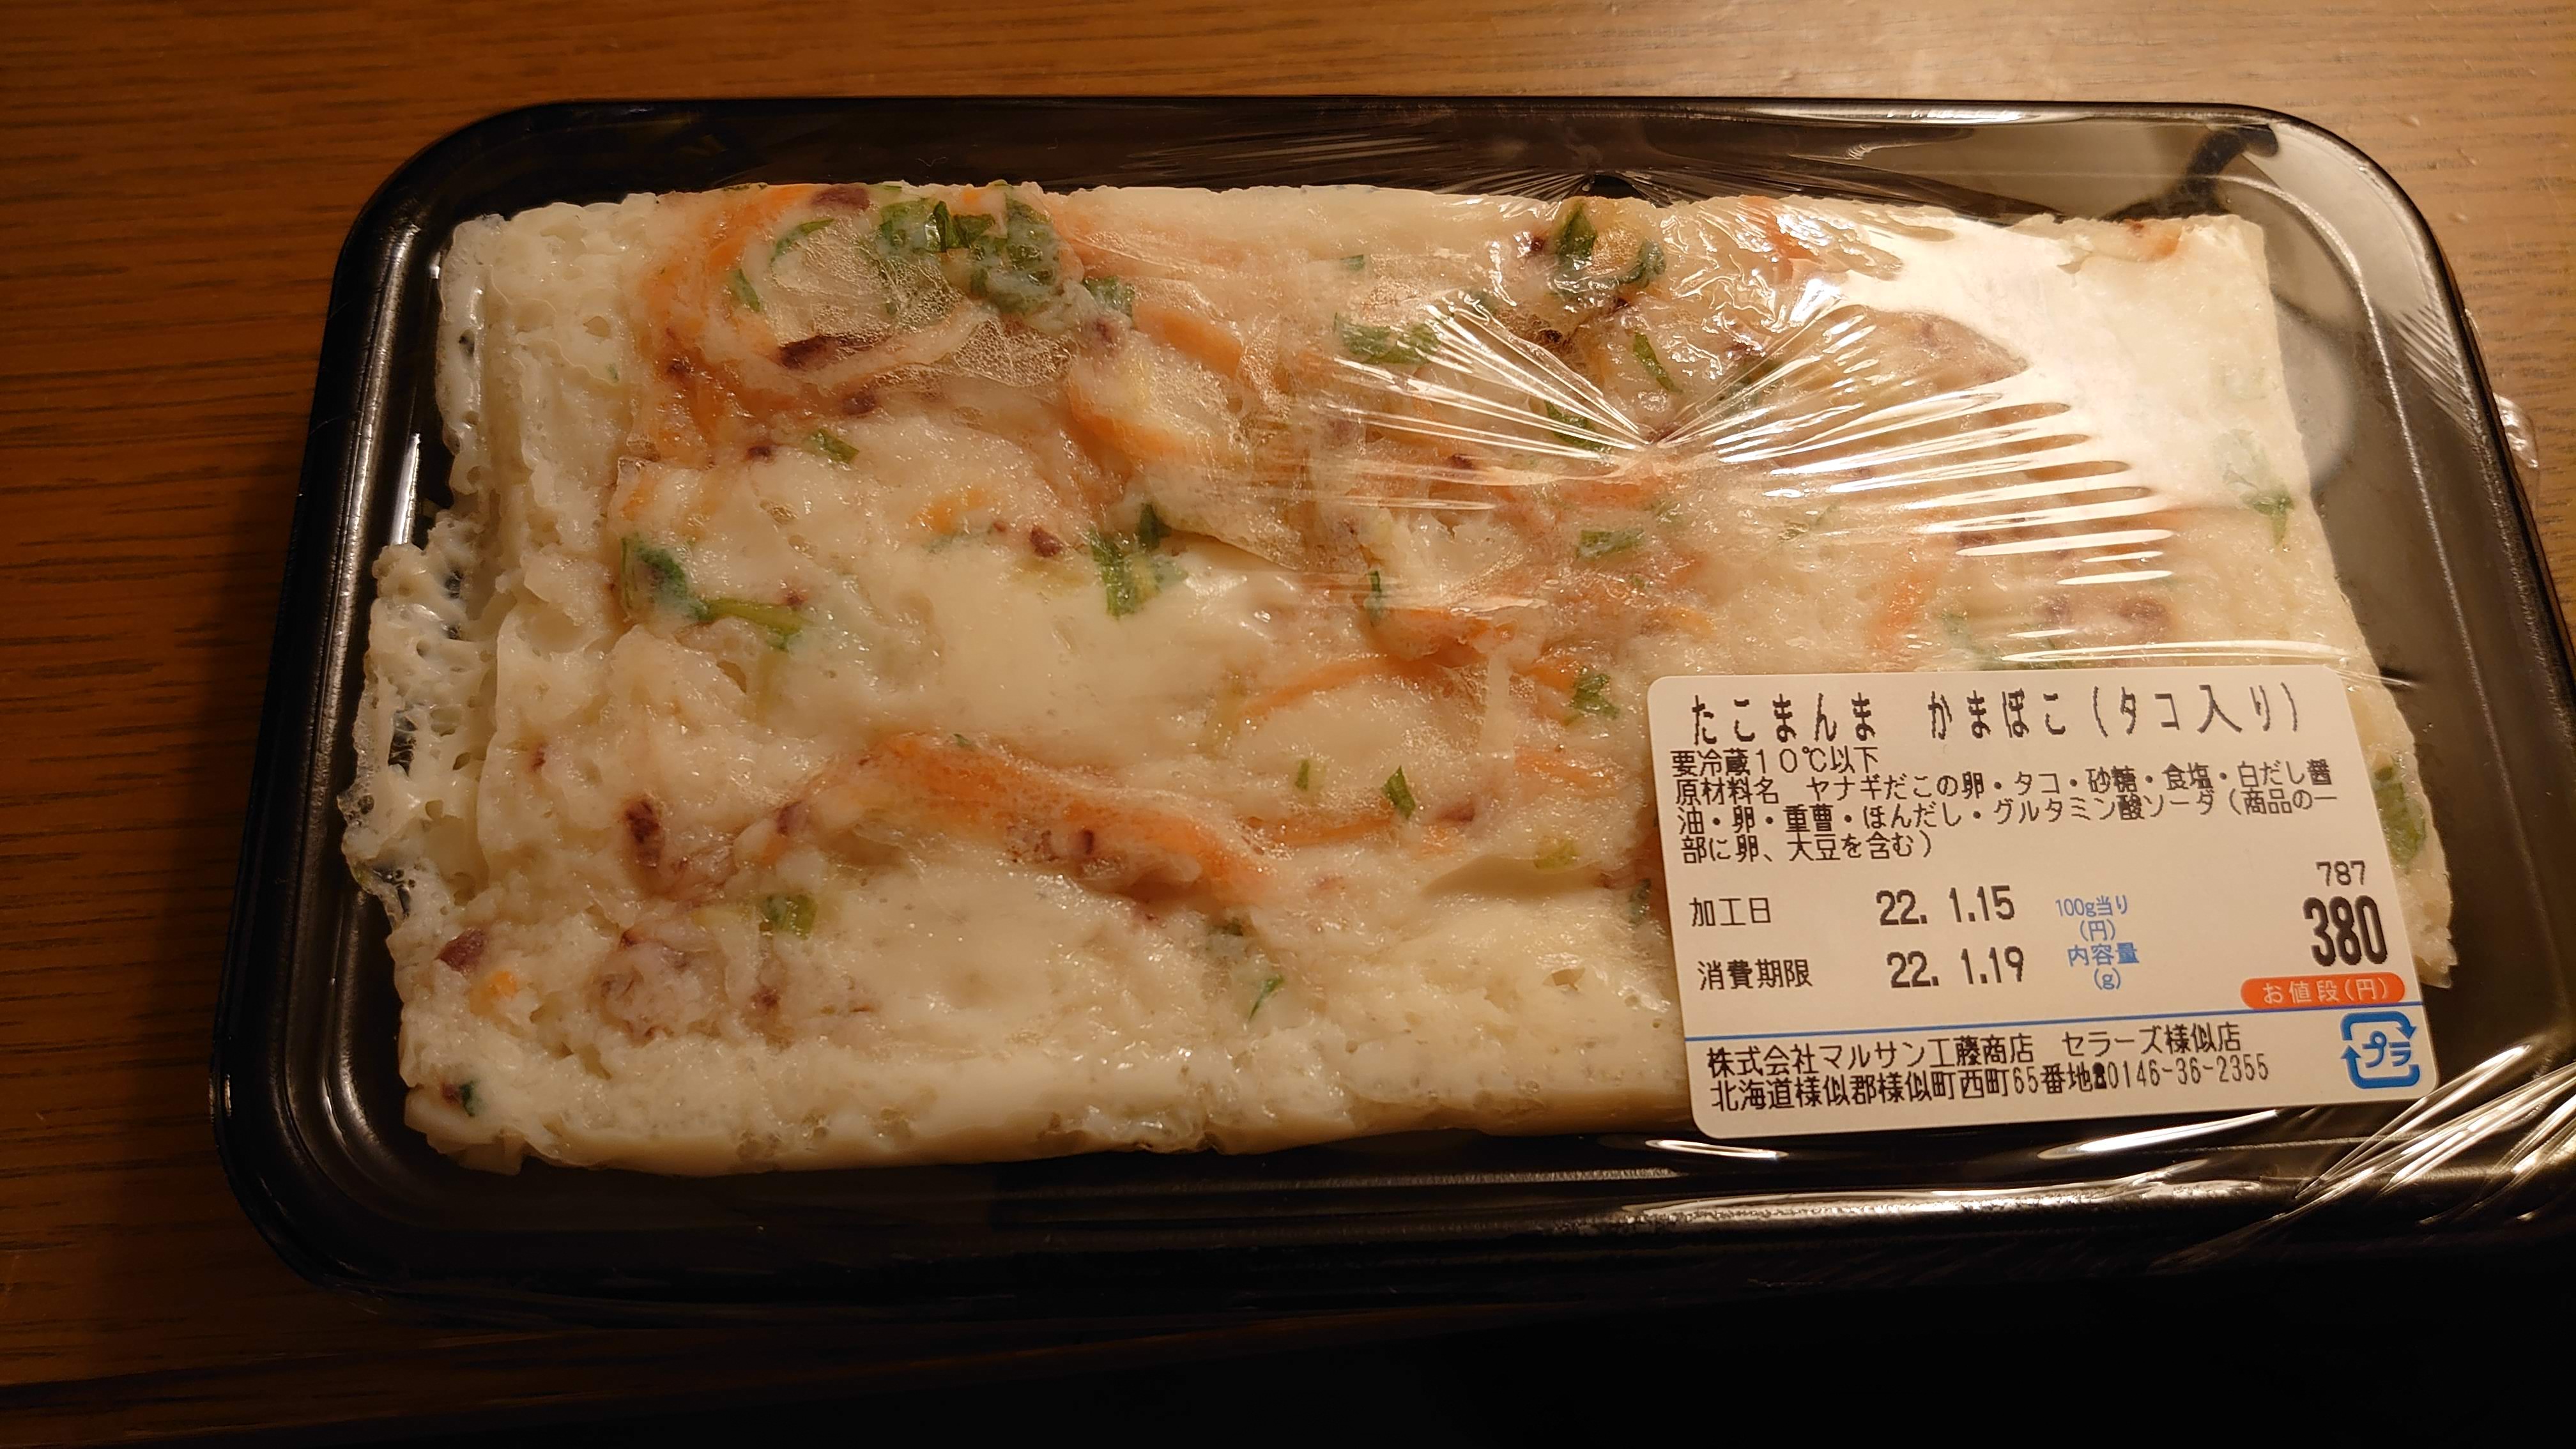 たこまんま　かまぼこ（タコ入り）
要冷蔵１０℃以下
原材料名　ヤナギだこの卵・タコ・砂糖・食塩・白だし醤
油・卵・重曹・ほんだし・グルタミン酸ソーダ（商品の一
部に卵、大豆を含む）
787
加工日　22. 1.15
100g当り
(円)
消費期限　22. 1.19
内容量
(g)
380
お値段(円)
株式会社マルサン工藤商店　セラーズ様似店
北海道様似郡様似町西町65番地☎0146-36-2355
プラ